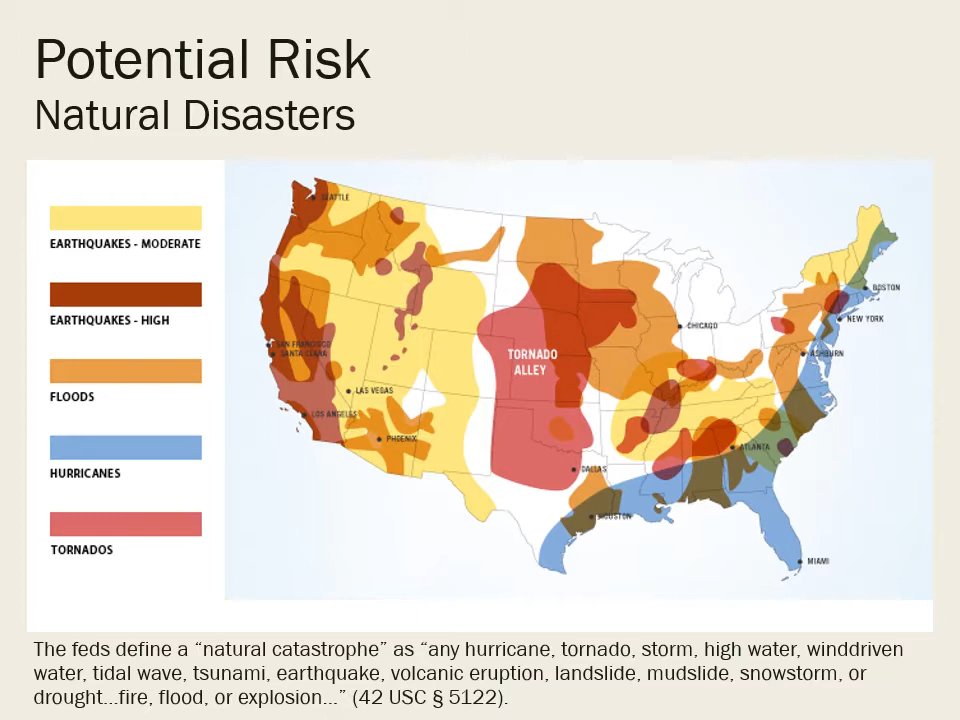 Potential Risk
Natural Disasters
EARTHQUAKES - MODERATE
EARTHQUAKES - HIGH
FLOODS
HURRICANES
TORNADOS
SEATTLE
BOSTON
NEW YORK
CHICAGO
SAN FRANCISCO
SANTA CLARA
ASHBURN
TORNADO
ALLEY
LAS VEGAS
LOS ANGELES
PHOENIX
ATLANTA
DALLAS
HOUSTON
MIAMI
The feds define a “natural catastrophe” as “any hurricane, tornado, storm, high water, winddriven
water, tidal wave, tsunami, earthquake, volcanic eruption, landslide, mudslide, snowstorm, or
drought...fire, flood, or explosion...” (42 USC § 5122).